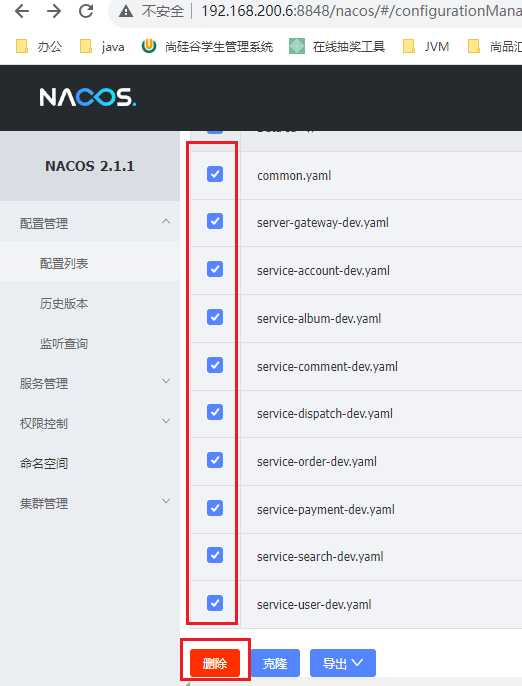 不安全 192.168.200.6:8848/nacos/#/configurationMana
办公 java 尚硅谷学生管理系统 在线抽奖工具 JVM 尚品汇
NACOS.
NACOS 2.1.1
配置管理
配置列表
历史版本
监听查询
服务管理
权限控制
命名空间
集群管理
common.yaml
server-gateway-dev.yaml
service-account-dev.yaml
service-album-dev.yaml
service-comment-dev.yaml
service-dispatch-dev.yaml
service-order-dev.yaml
service-payment-dev.yaml
service-search-dev.yaml
service-user-dev.yaml
删除 克隆 导出